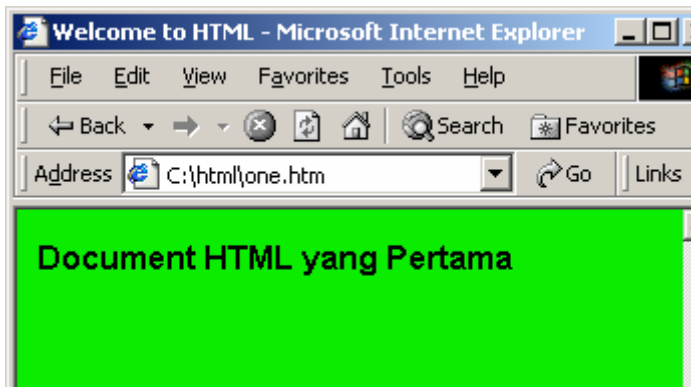 Welcome to HTML - Microsoft Internet Explorer
File Edit View Favorites Tools Help
Back Search Favorites
Address C:\html\one.htm Go Links
Document HTML yang Pertama